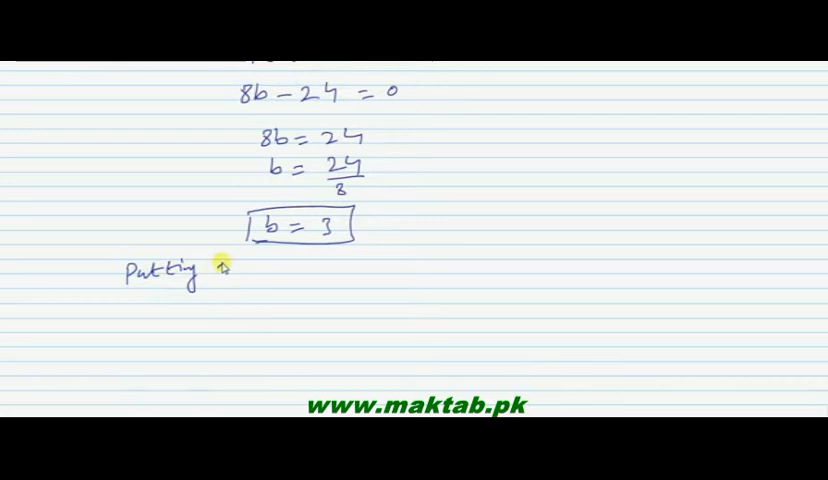 8b - 24 = 0
8b = 24
b = 24/8
b = 3
Putting
www.maktab.pk